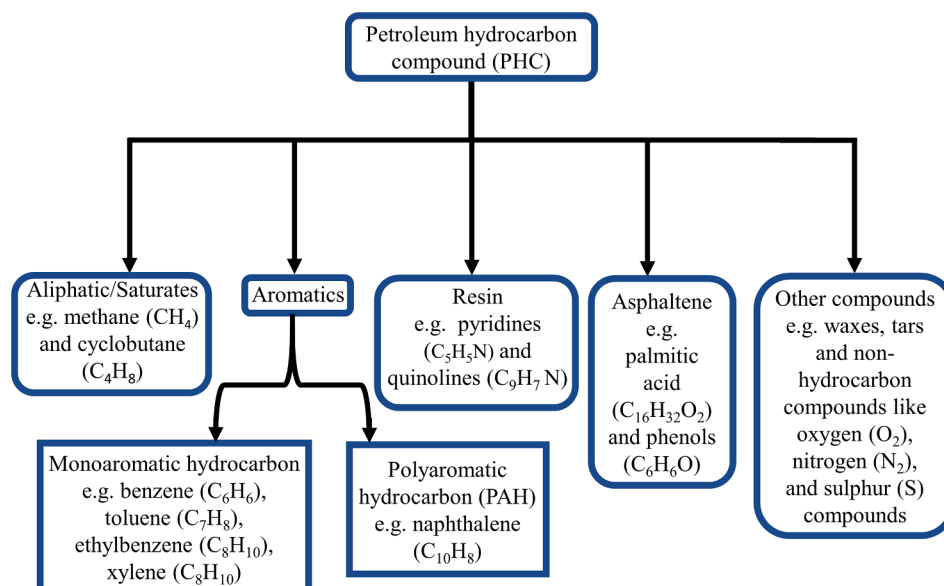 Petroleum hydrocarbon
compound (PHC)
Aliphatic/Saturates
e.g. methane (CH₄)
and cyclobutane
(C₄H₈)
Aromatics
Resin
e.g. pyridines
(C₅H₅N) and
quinolines (C₉H₇ N)
Asphaltene
e.g.
palmitic
acid
(C₁₆H₃₂O₂)
and phenols
(C₆H₆O)
Other compounds
e.g. waxes, tars
and non-
hydrocarbon
compounds like
oxygen (O₂),
nitrogen (N₂),
and sulphur (S)
compounds
Monoaromatic hydrocarbon
e.g. benzene (C₆H₆),
toluene (C₇H₈),
ethylbenzene (C₈H₁₀),
xylene (C₈H₁₀)
Polyaromatic
hydrocarbon (PAH)
e.g. naphthalene
(C₁₀H₈)